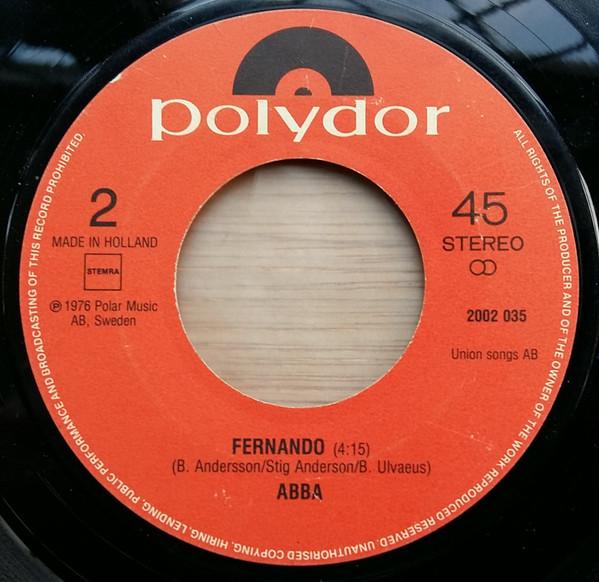 polydor
2
MADE IN HOLLAND
STEMRA
℗ 1976 Polar Music
AB, Sweden
45
STEREO
2002 035
Union songs AB
FERNANDO (4:15)
(B. Andersson/Stig Anderson/B. Ulvaeus)
ABBA
ALL RIGHTS OF THE PRODUCER AND OF THE OWNER OF THE WORK REPRODUCED RESERVED. UNAUTHORISED COPYING, HIRING, LENDING, PUBLIC PERFORMANCE AND BROADCASTING OF THIS RECORD PROHIBITED.